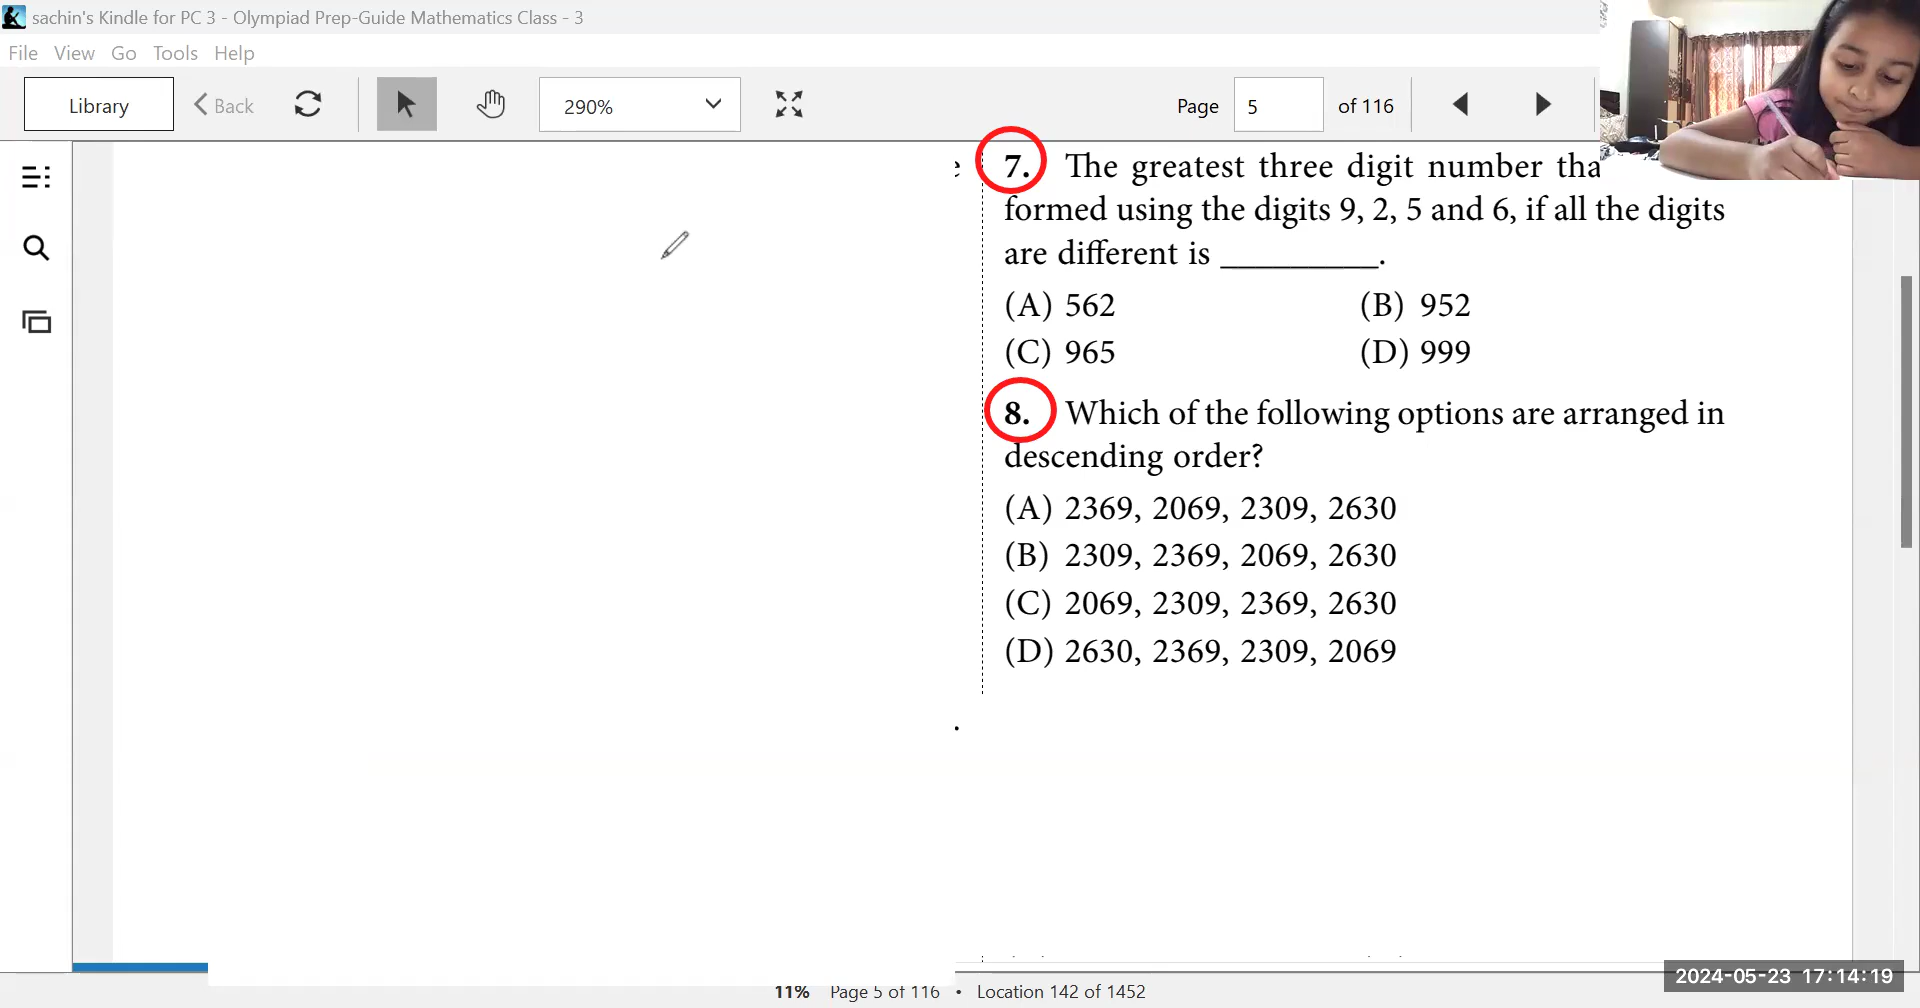 sachin's Kindle for PC 3 - Olympiad Prep-Guide Mathematics Class - 3
File View Go Tools Help
Library Back 290% Page 5 of 116
7. The greatest three digit number tha
formed using the digits 9, 2, 5 and 6, if all the digits
are different is _________.
(A) 562 (B) 952
(C) 965 (D) 999
8. Which of the following options are arranged in
descending order?
(A) 2369, 2069, 2309, 2630
(B) 2309, 2369, 2069, 2630
(C) 2069, 2309, 2369, 2630
(D) 2630, 2369, 2309, 2069
11% Page 5 of 116 • Location 142 of 1452
2024-05-23 17:14:19